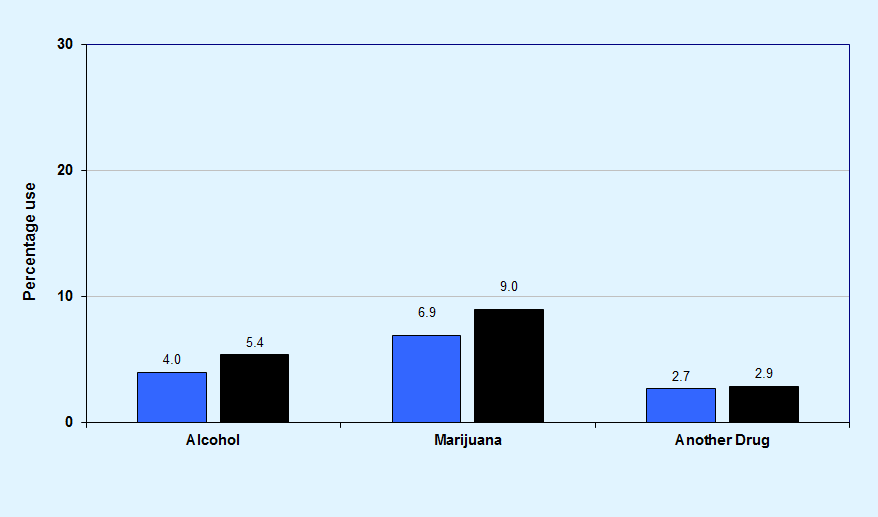 30
20
10
0
Percentage use
4.0
5.4
6.9
9.0
2.7
2.9
Alcohol
Marijuana
Another Drug